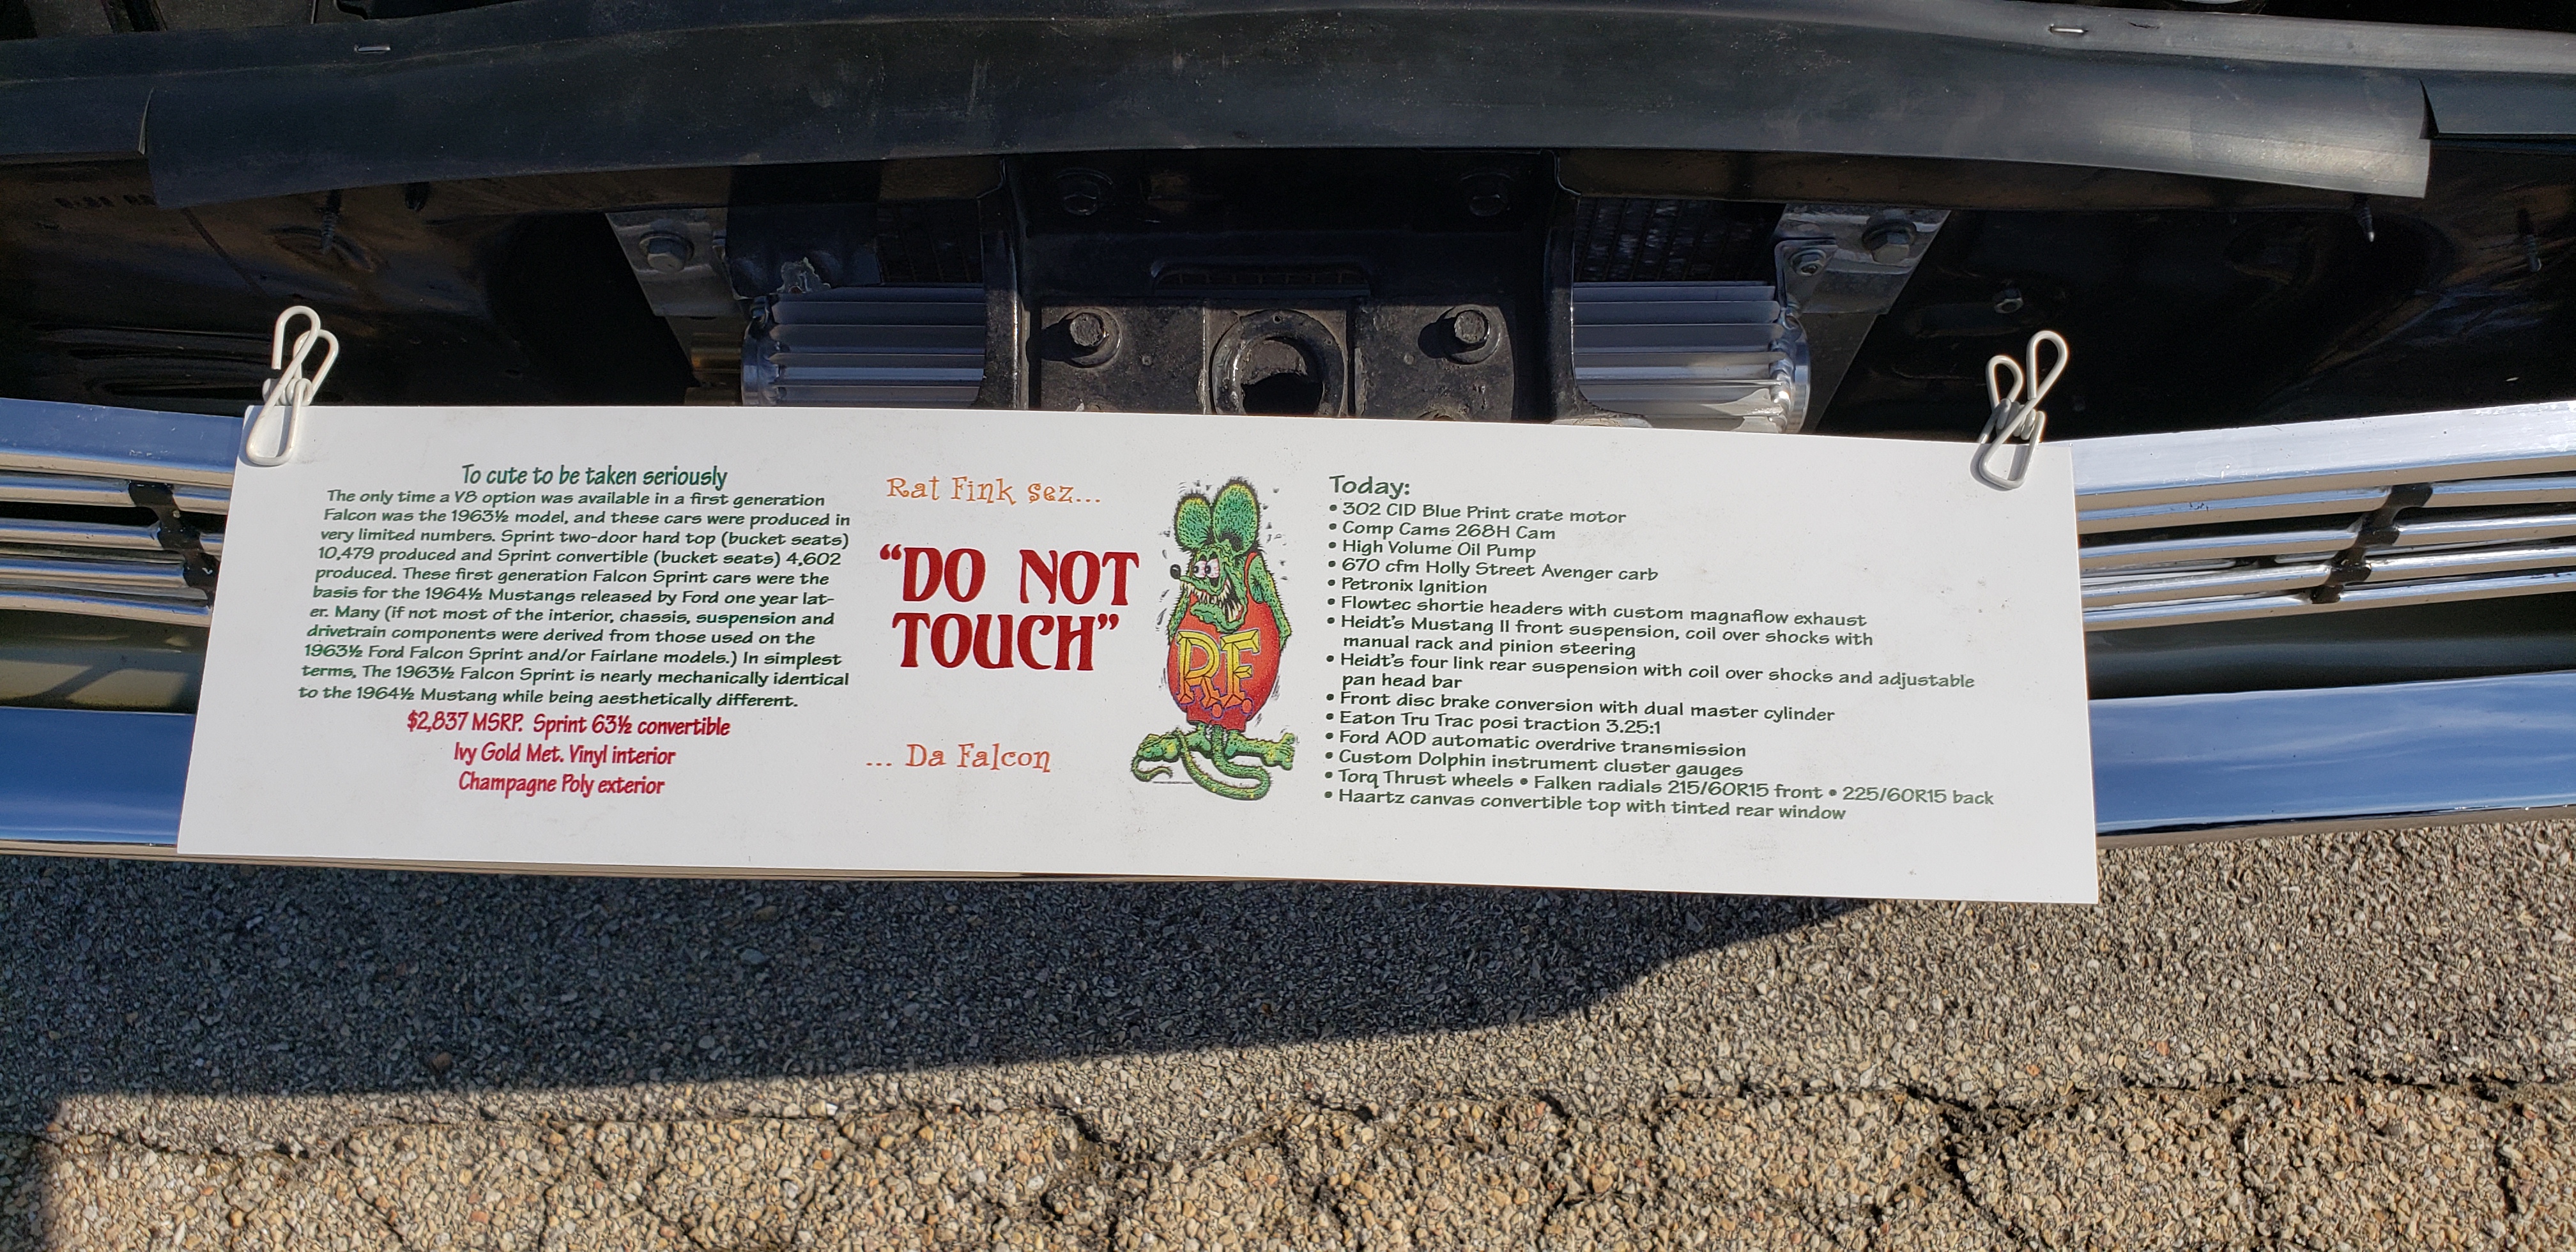 To cute to be taken seriously
The only time a V8 option was available in a first generation
Falcon was the 1963½ model, and these cars were produced in
very limited numbers. Sprint two-door hard top (bucket seats)
10,479 produced and Sprint convertible (bucket seats) 4,602
produced. These first generation Falcon Sprint cars were the
basis for the 1964½ Mustangs released by Ford one year lat-
er. Many (if not most of the interior, chassis, suspension and
drivetrain components were derived from those used on the
1963½ Ford Falcon Sprint and/or Fairlane models.) In simplest
terms, The 1963½ Falcon Sprint is nearly mechanically identical
to the 1964½ Mustang while being aesthetically different.
$2,837 MSRP. Sprint 63½ convertible
Ivy Gold Met. Vinyl interior
Champagne Poly exterior
Rat Fink sez...
"DO NOT
TOUCH"
... Da Falcon
RF
Today:
• 302 CID Blue Print crate motor
• Comp Cams 268H Cam
• High Volume Oil Pump
• 670 cfm Holly Street Avenger carb
• Petronix Ignition
• Flowtec shortie headers with custom magnaflow exhaust
• Heidt's Mustang II front suspension, coil over shocks with
manual rack and pinion steering
• Heidt's four link rear suspension with coil over shocks and adjustable
pan head bar
• Front disc brake conversion with dual master cylinder
• Eaton Tru Trac posi traction 3.25:1
• Ford AOD automatic overdrive transmission
• Custom Dolphin instrument cluster gauges
• Torq Thrust wheels • Falken radials 215/60R15 front • 225/60R15 back
• Haartz canvas convertible top with tinted rear window